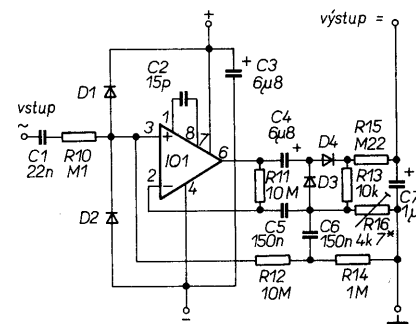 +
výstup =
D1
C3
6µ8
+
C2
15p
vstup
~
C1
22n
R10
M1
1
8
7
3
+
IO1
6
2
-
4
C4
6µ8
+
D4
R15
M22
D3
R11
10M
R13
10k
+
C7
1µ
D2
C5
150n
C6
150n
R16
4k7*
R12
10M
R14
1M
-